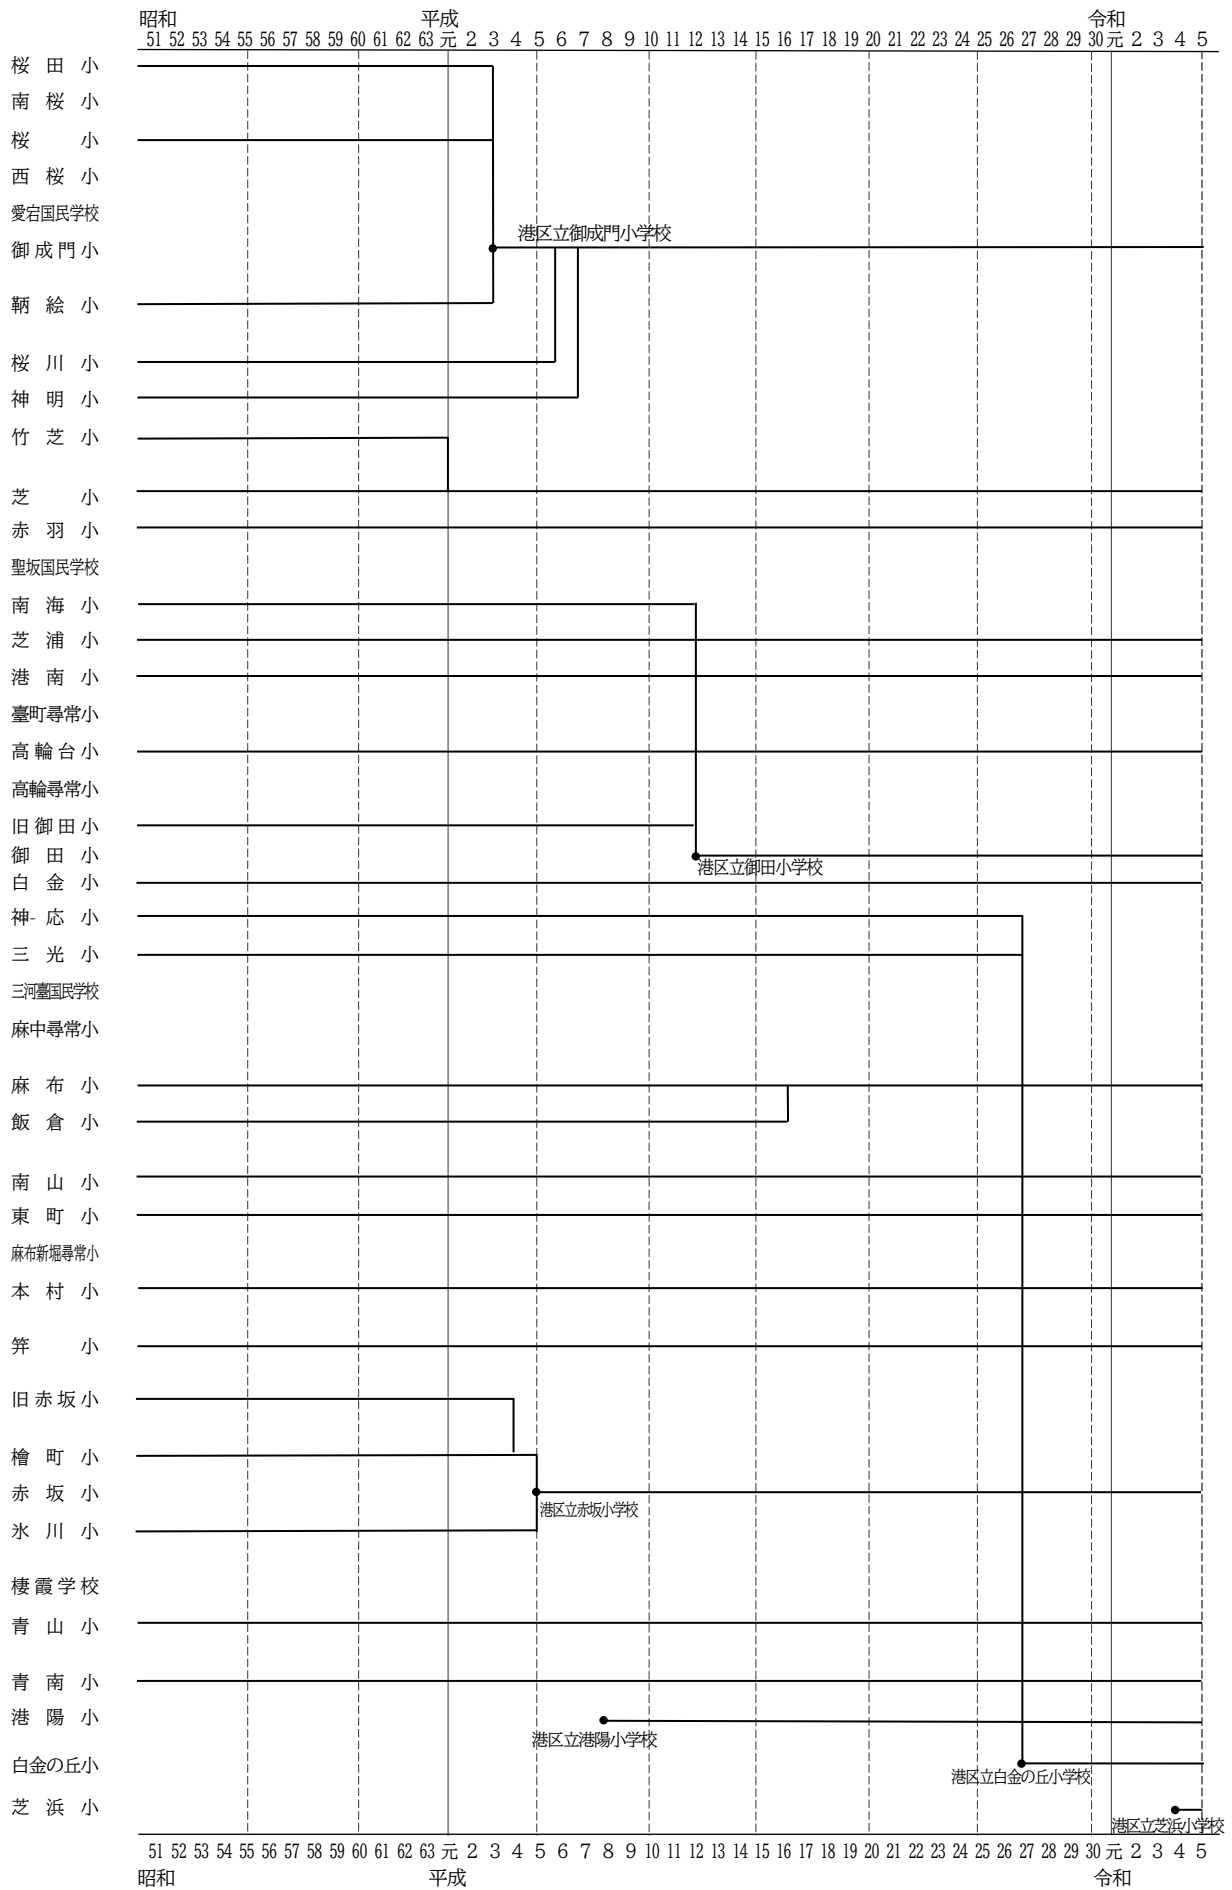 昭和 平成 令和
51 52 53 54 55 56 57 58 59 60 61 62 63 元 2 3 4 5 6 7 8 9 10 11 12 13 14 15 16 17 18 19 20 21 22 23 24 25 26 27 28 29 30 元 2 3 4 5
桜田小
南桜小
桜小
西桜小
愛宕国民学校
港区立御成門小学校
御成門小
鞆絵小
桜川小
神明小
竹芝小
芝小
赤羽小
聖坂国民学校
南海小
芝浦小
港南小
臺町尋常小
高輪台小
高輪尋常小
旧御田小
御田小
港区立御田小学校
白金小
神-応小
三光小
三河臺国民学校
麻中尋常小
麻布小
飯倉小
南山小
東町小
麻布新堀尋常小
本村小
笄小
旧赤坂小
檜町小
赤坂小
港区立赤坂小学校
氷川小
棲霞学校
青山小
青南小
港陽小
港区立港陽小学校
白金の丘小
港区立白金の丘小学校
芝浜小
港区立芝浜小学校
51 52 53 54 55 56 57 58 59 60 61 62 63 元 2 3 4 5 6 7 8 9 10 11 12 13 14 15 16 17 18 19 20 21 22 23 24 25 26 27 28 29 30 元 2 3 4 5
昭和 平成 令和